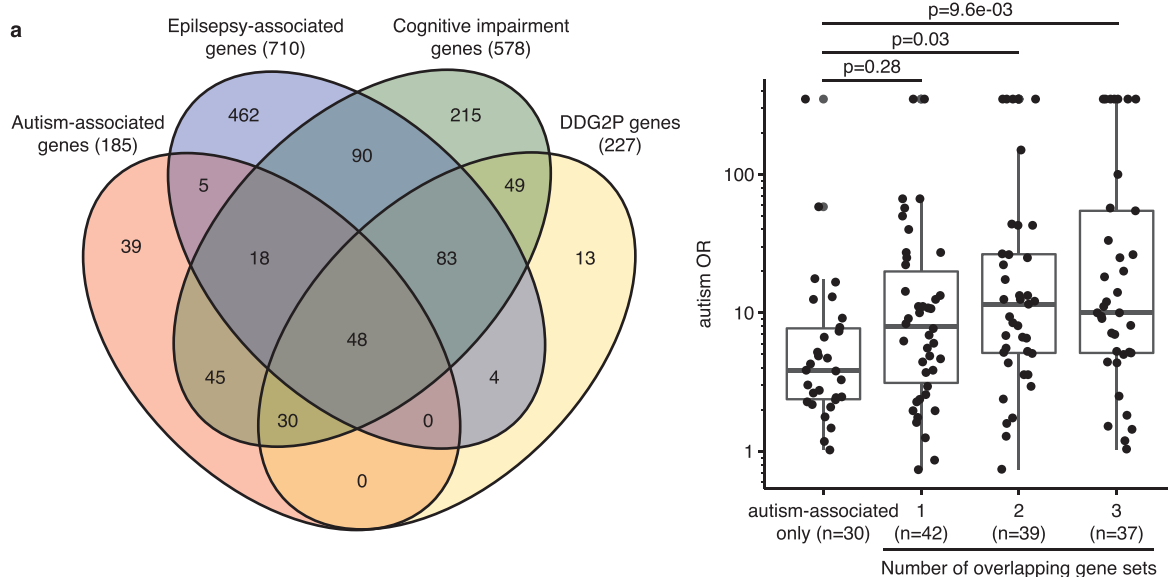 a
Epilsepsy-associated
genes (710)
Cognitive impairment
genes (578)
Autism-associated
genes (185)
DDG2P genes
(227)
462
215
90
5
49
39
18
83
13
48
45
4
30
0
0
p=9.6e-03
p=0.03
p=0.28
autism OR
100
10
1
autism-associated
only (n=30)
1
(n=42)
2
(n=39)
3
(n=37)
Number of overlapping gene sets